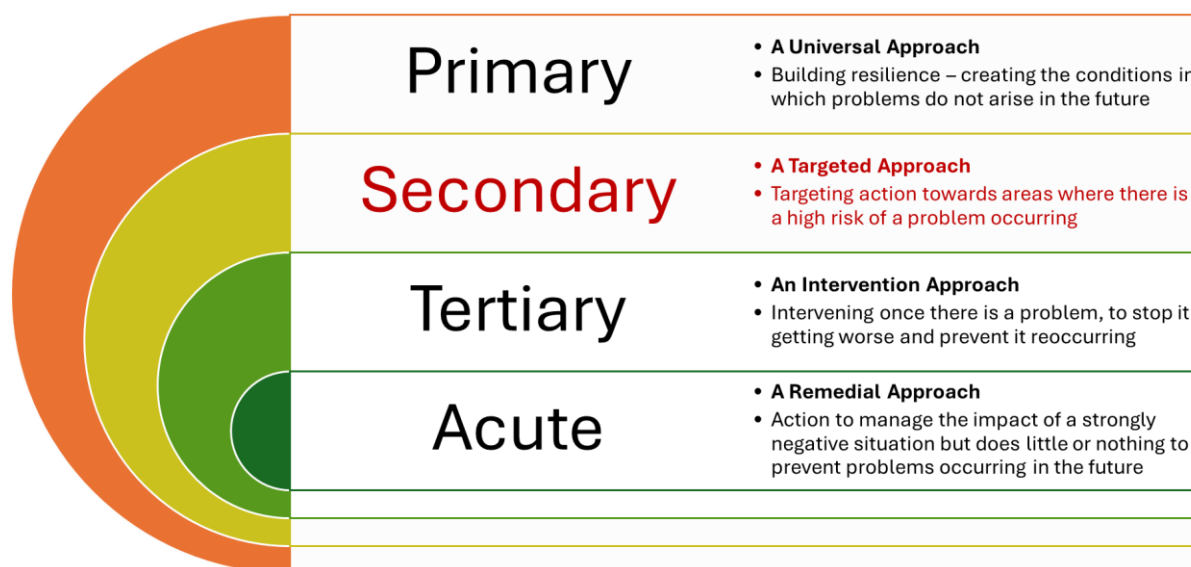 Primary
• A Universal Approach
• Building resilience – creating the conditions in
which problems do not arise in the future
Secondary
• A Targeted Approach
• Targeting action towards areas where there is
a high risk of a problem occurring
Tertiary
• An Intervention Approach
• Intervening once there is a problem, to stop it
getting worse and prevent it reoccurring
Acute
• A Remedial Approach
• Action to manage the impact of a strongly
negative situation but does little or nothing to
prevent problems occurring in the future